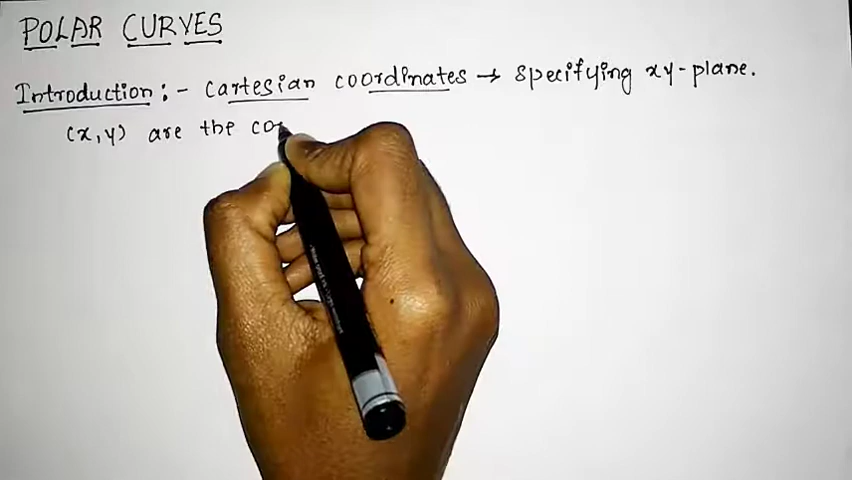 POLAR CURVES
Introduction :- cartesian coordinates → specifying xy-plane.
(x,y) are the co